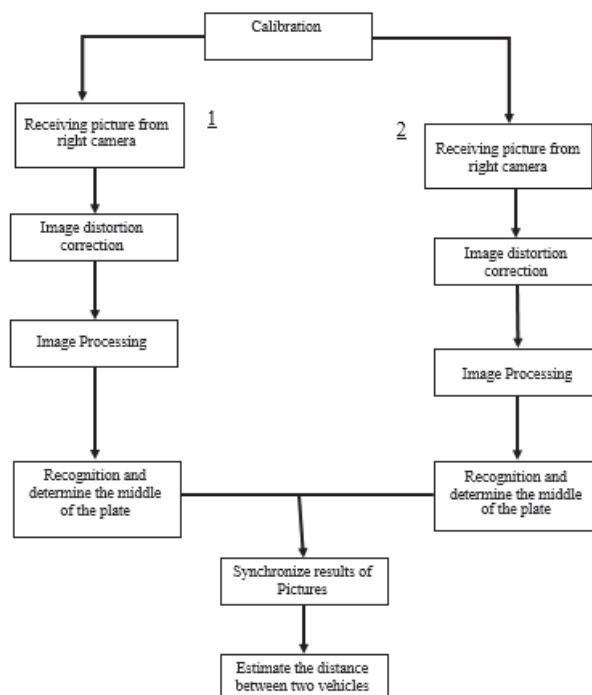 Calibration
1
Receiving picture from
right camera
2
Receiving picture from
right camera
Image distortion
correction
Image distortion
correction
Image Processing
Image Processing
Recognition and
determine the middle
of the plate
Recognition and
determine the middle
of the plate
Synchronize results of
Pictures
Estimate the distance
between two vehicles